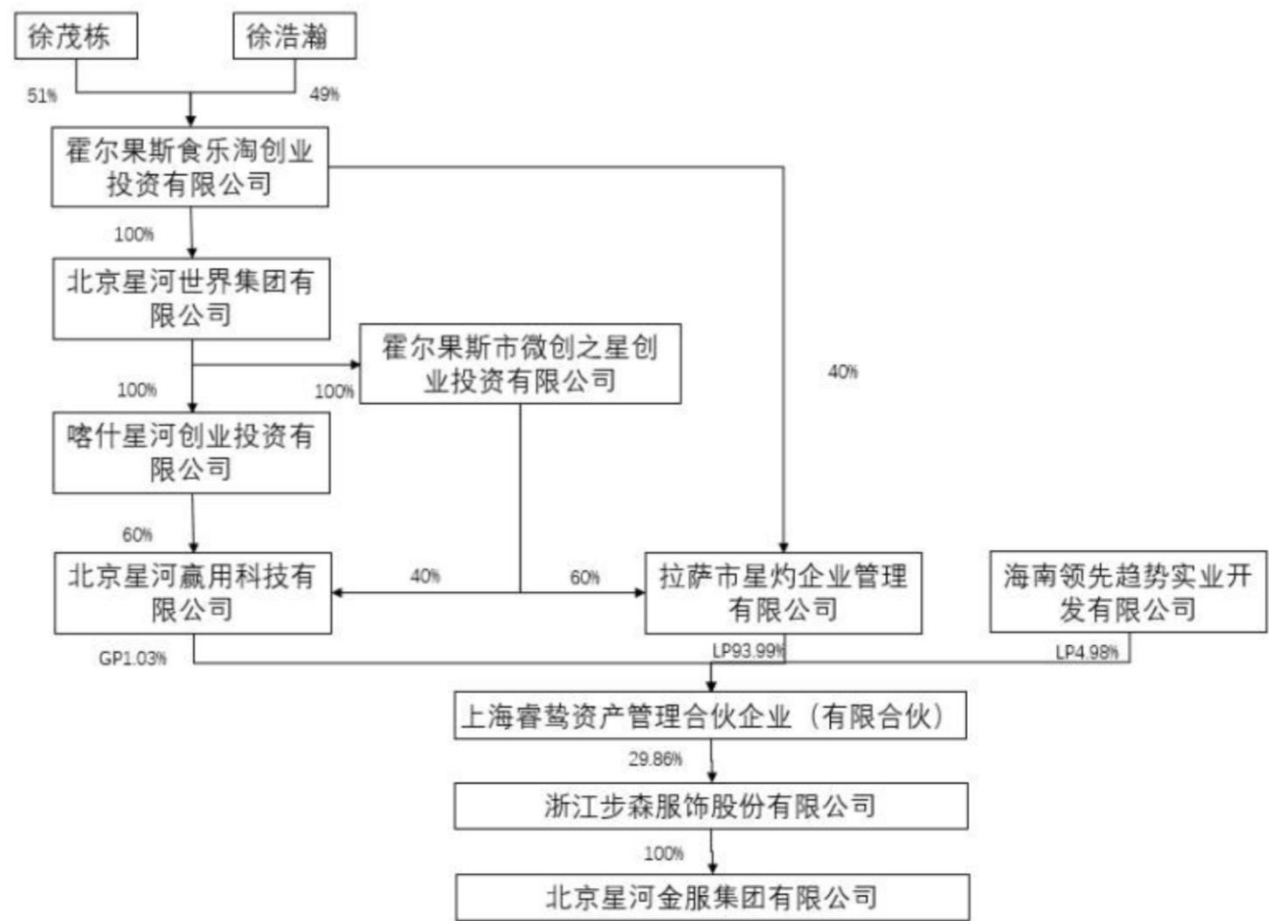 徐茂栋
徐浩瀚
51%
49%
霍尔果斯食乐淘创业
投资有限公司
100%
北京星河世界集团有
限公司
霍尔果斯市微创之星创
业投资有限公司
40%
100%
100%
喀什星河创业投资有
限公司
60%
北京星河赢用科技有
限公司
40%
60%
拉萨市星灼企业管理
有限公司
海南领先趋势实业开
发有限公司
GP1.03%
LP93.99%
LP4.98%
上海睿鸷资产管理合伙企业（有限合伙）
29.86%
浙江步森服饰股份有限公司
100%
北京星河金服集团有限公司